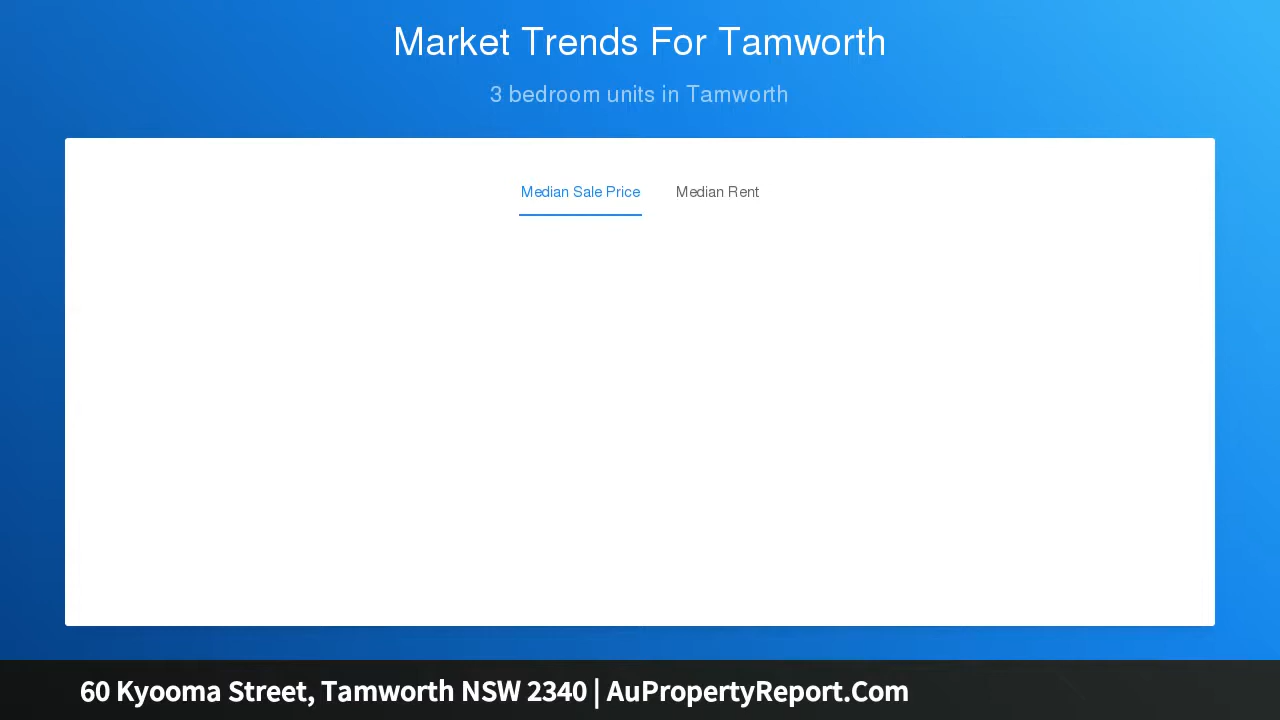 Market Trends For Tamworth
3 bedroom units in Tamworth
Median Sale Price Median Rent
60 Kyooma Street, Tamworth NSW 2340 | AuPropertyReport.Com